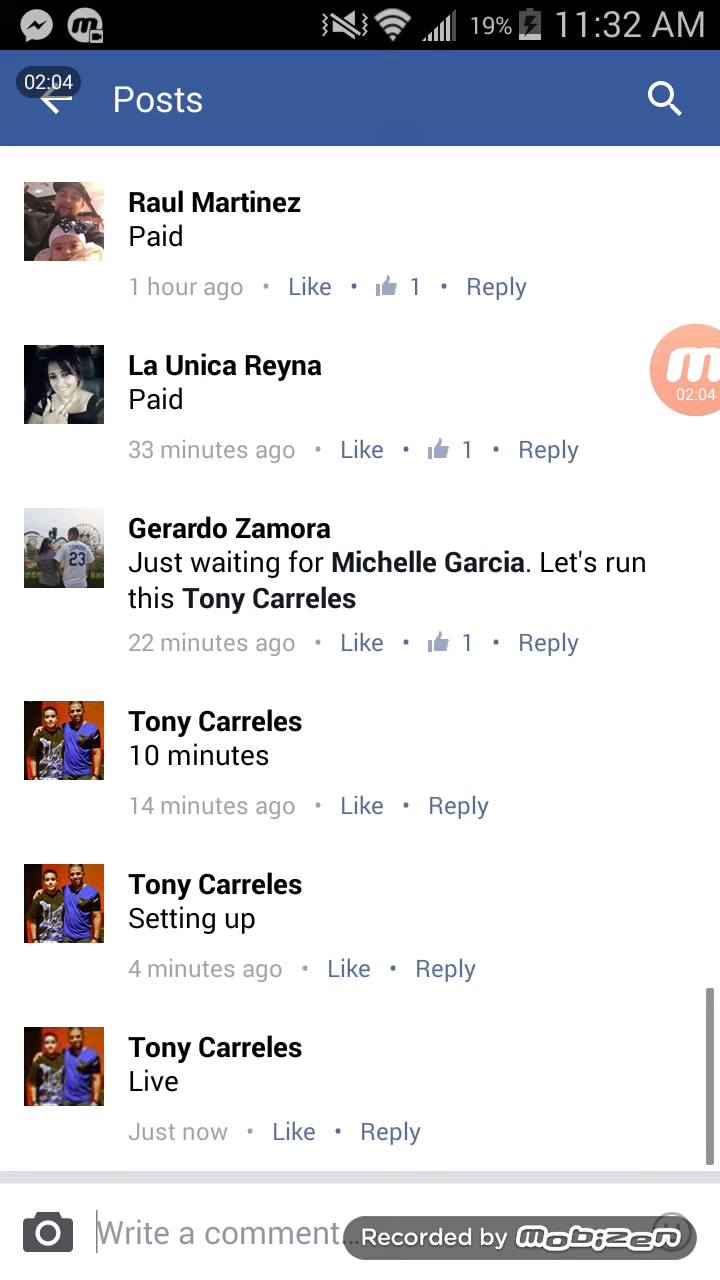 19% 11:32 AM
02:04
Posts
Raul Martinez
Paid
1 hour ago • Like • 1 • Reply
02:04
La Unica Reyna
Paid
33 minutes ago • Like • 1 • Reply
Gerardo Zamora
Just waiting for Michelle Garcia. Let's run
this Tony Carreles
22 minutes ago • Like • 1 • Reply
Tony Carreles
10 minutes
14 minutes ago • Like • Reply
Tony Carreles
Setting up
4 minutes ago • Like • Reply
Tony Carreles
Live
Just now • Like • Reply
Write a comment...
Recorded by mobizen